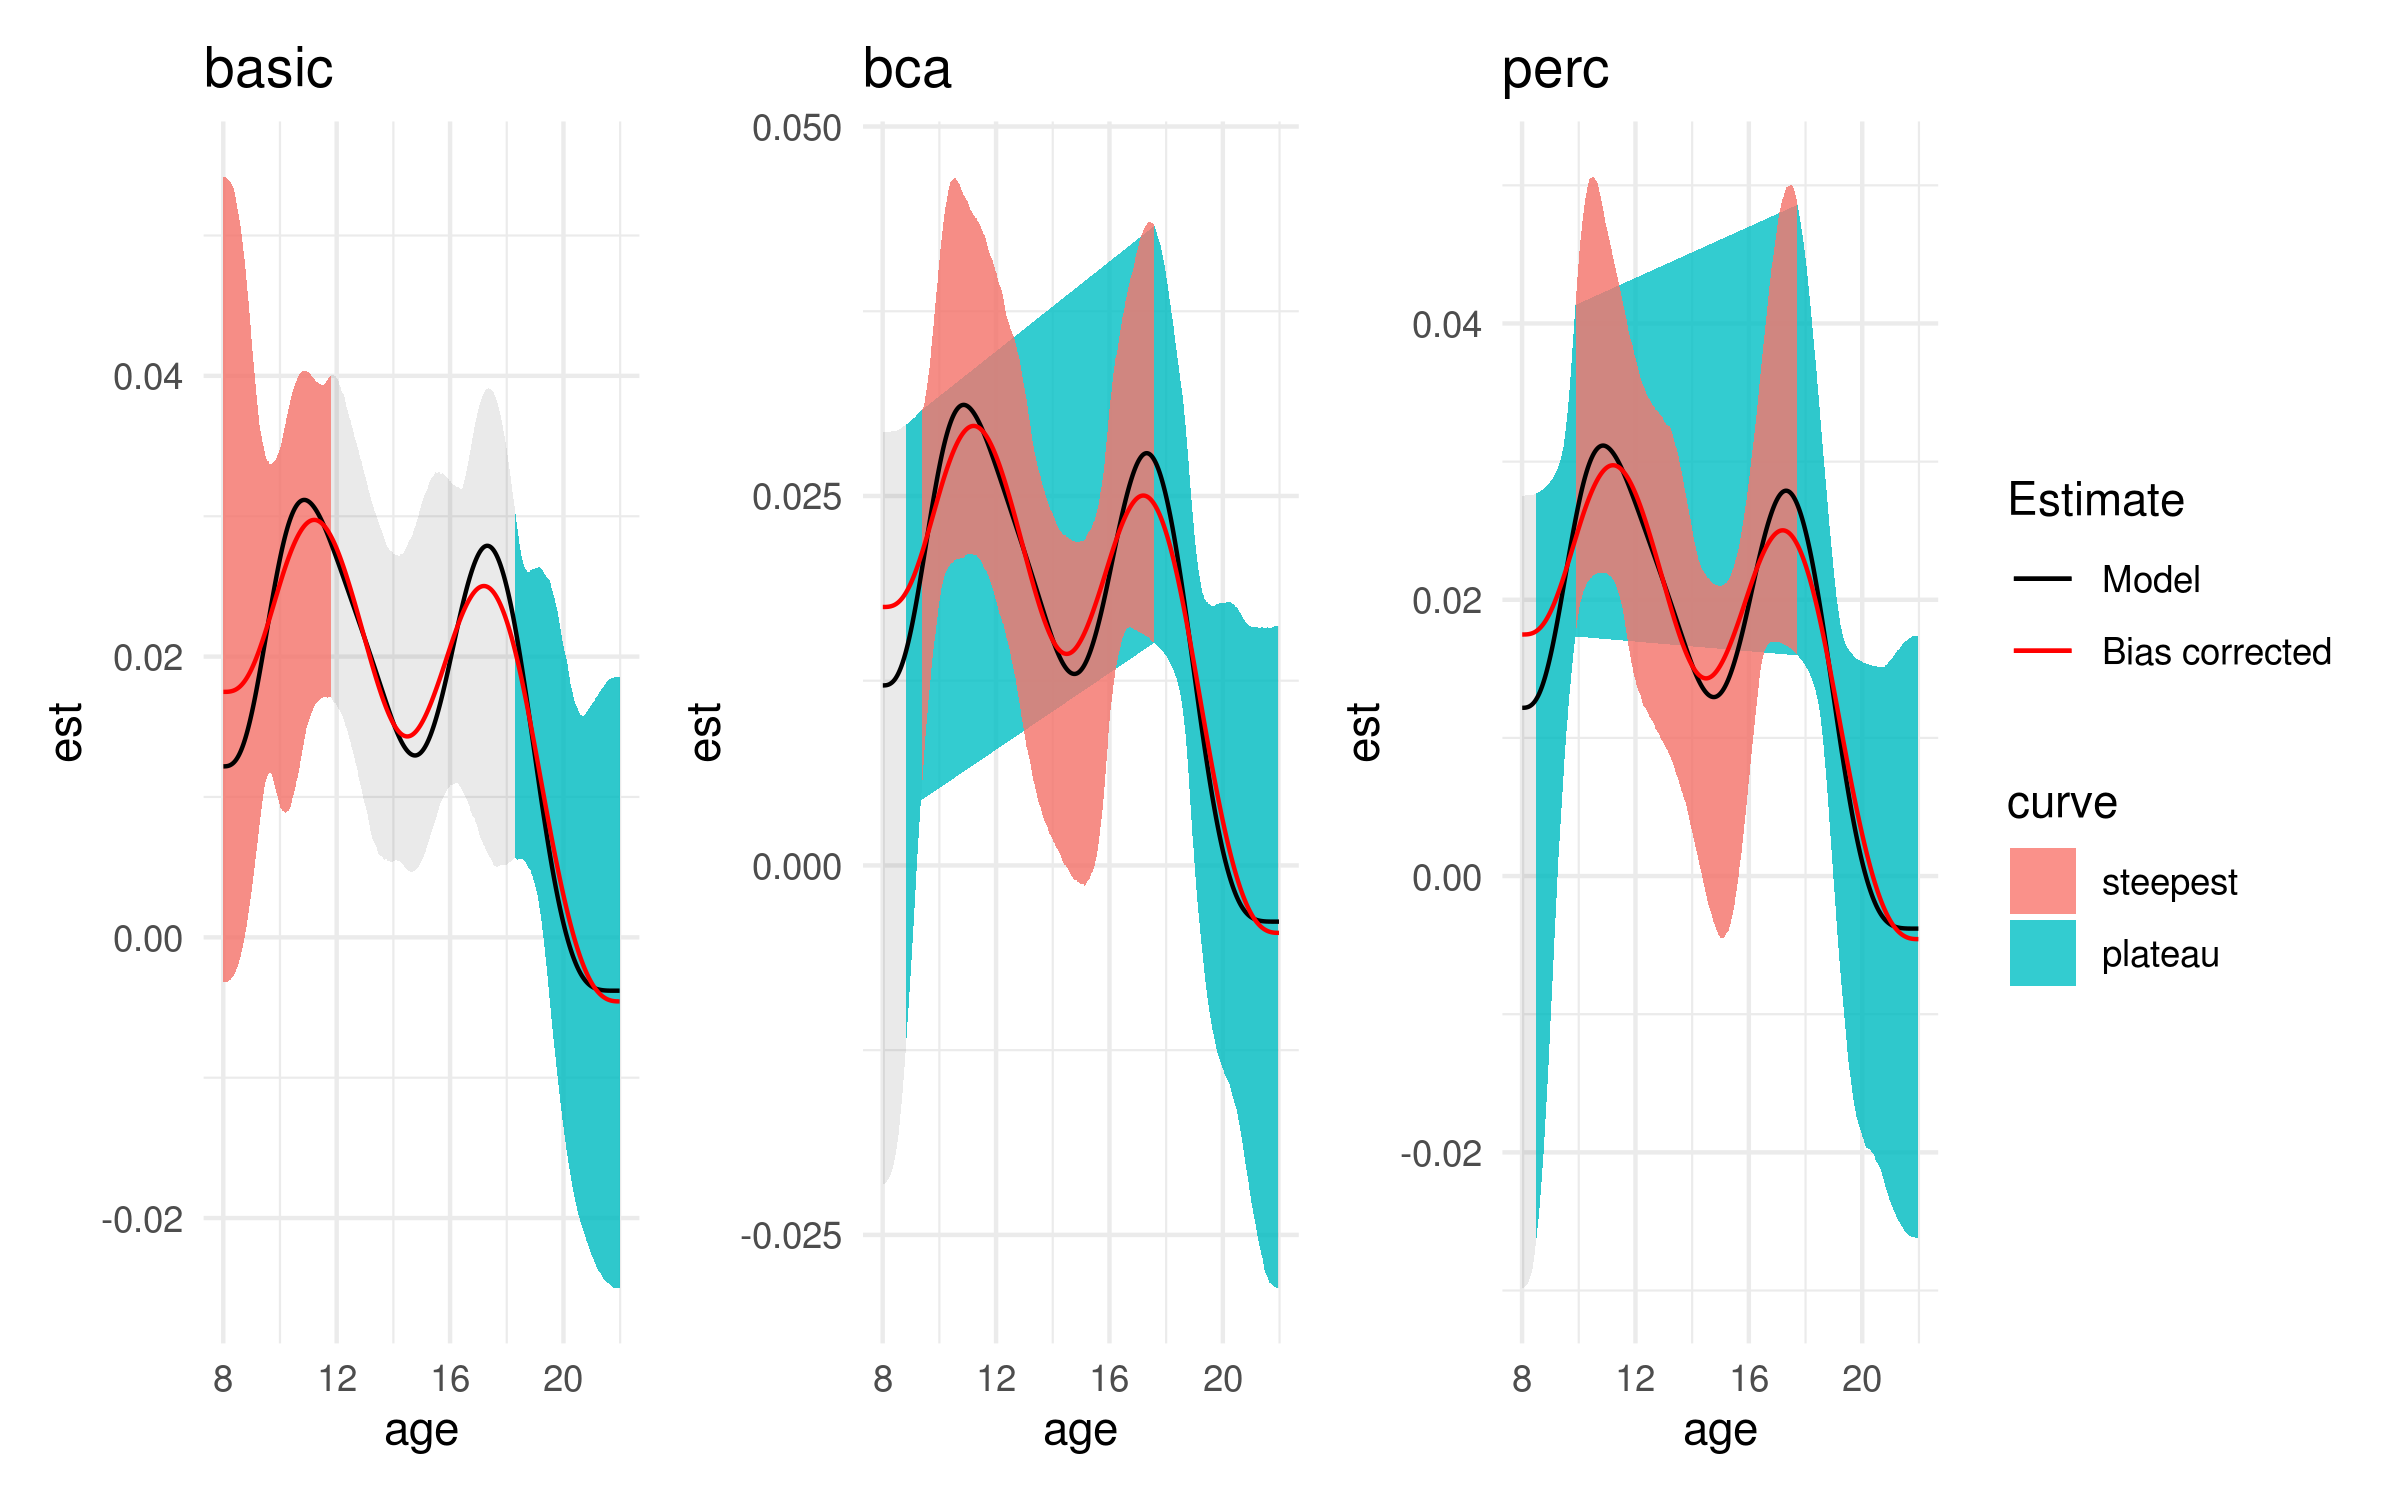 basic
bca
perc
0.04
0.02
0.00
-0.02
est
8 12 16 20
age
0.050
0.025
0.000
-0.025
est
8 12 16 20
age
0.04
0.02
0.00
-0.02
est
8 12 16 20
age
Estimate
Model
Bias corrected
curve
steepest
plateau